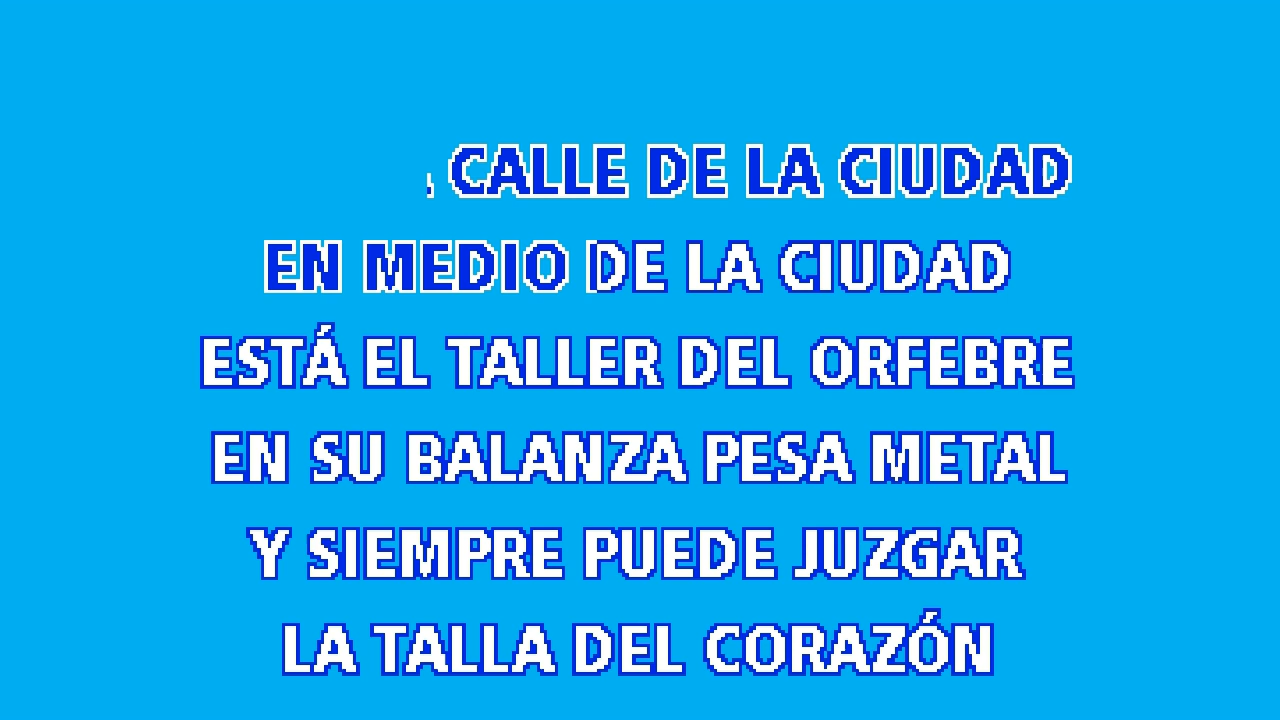 CALLE DE LA CIUDAD
EN MEDIO DE LA CIUDAD
ESTÁ EL TALLER DEL ORFEBRE
EN SU BALANZA PESA METAL
Y SIEMPRE PUEDE JUZGAR
LA TALLA DEL CORAZÓN